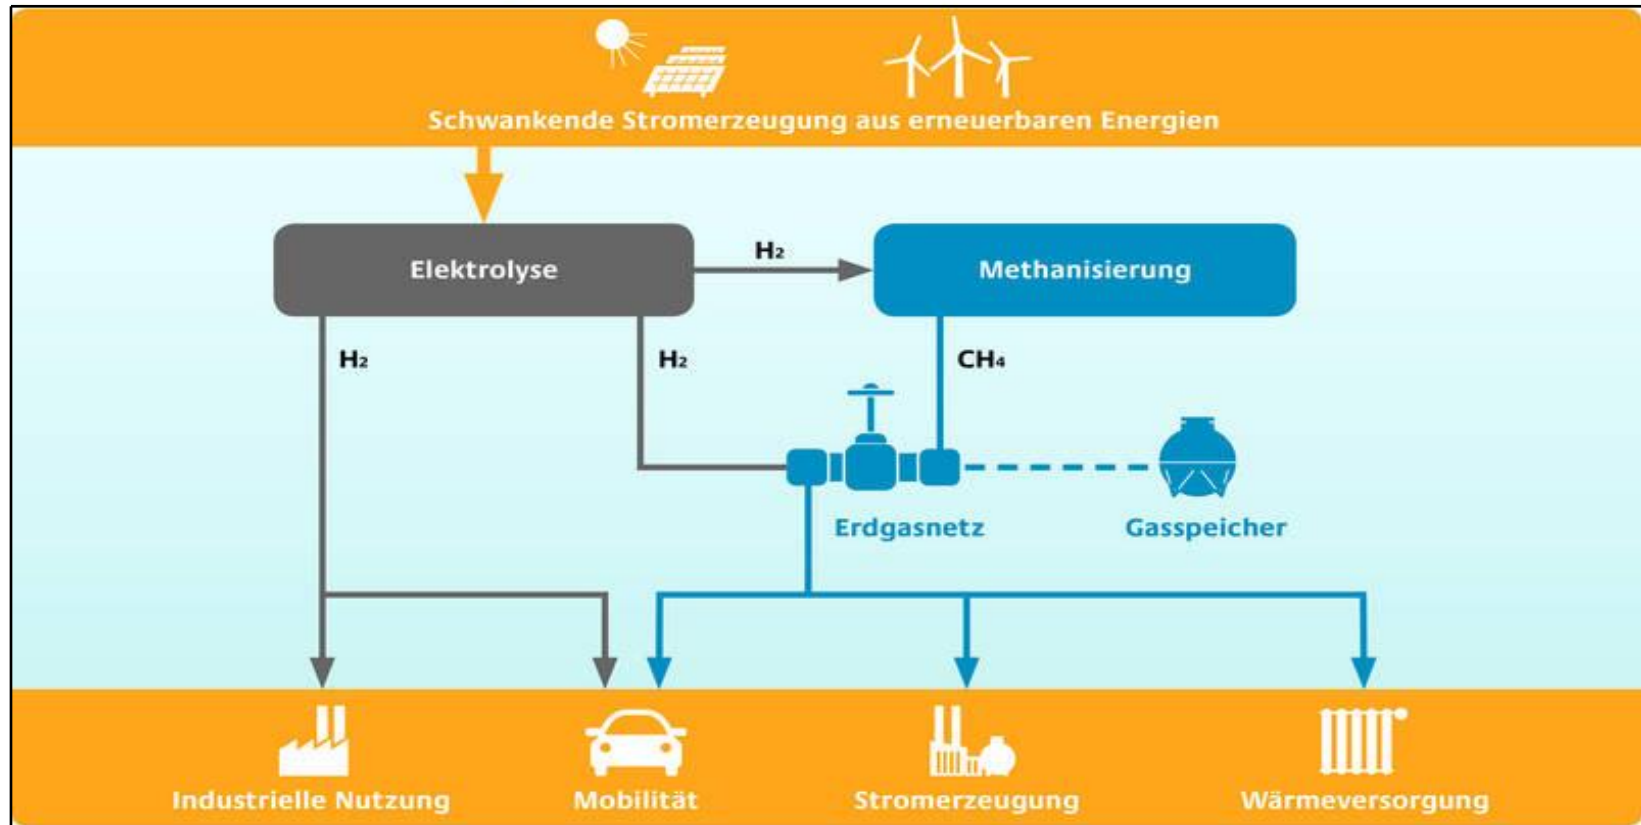 Schwankende Stromerzeugung aus erneuerbaren Energien
Elektrolyse
H₂
Methanisierung
H₂
H₂
CH₄
Erdgasnetz
Gasspeicher
Industrielle Nutzung
Mobilität
Stromerzeugung
Wärmeversorgung